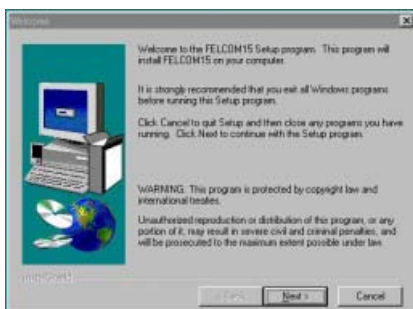 Welcome
Welcome to the FELCOM15 Setup program. This program will
install FELCOM15 on your computer.
It is strongly recommended that you exit all Windows programs
before running this Setup program.
Click Cancel to quit Setup and then close any programs you have
running. Click Next to continue with the Setup program.
WARNING: This program is protected by copyright law and
international treaties.
Unauthorized reproduction or distribution of this program, or any
portion of it, may result in severe civil and criminal penalties, and
will be prosecuted to the maximum extent possible under law.
InstallShield
< Back Next > Cancel